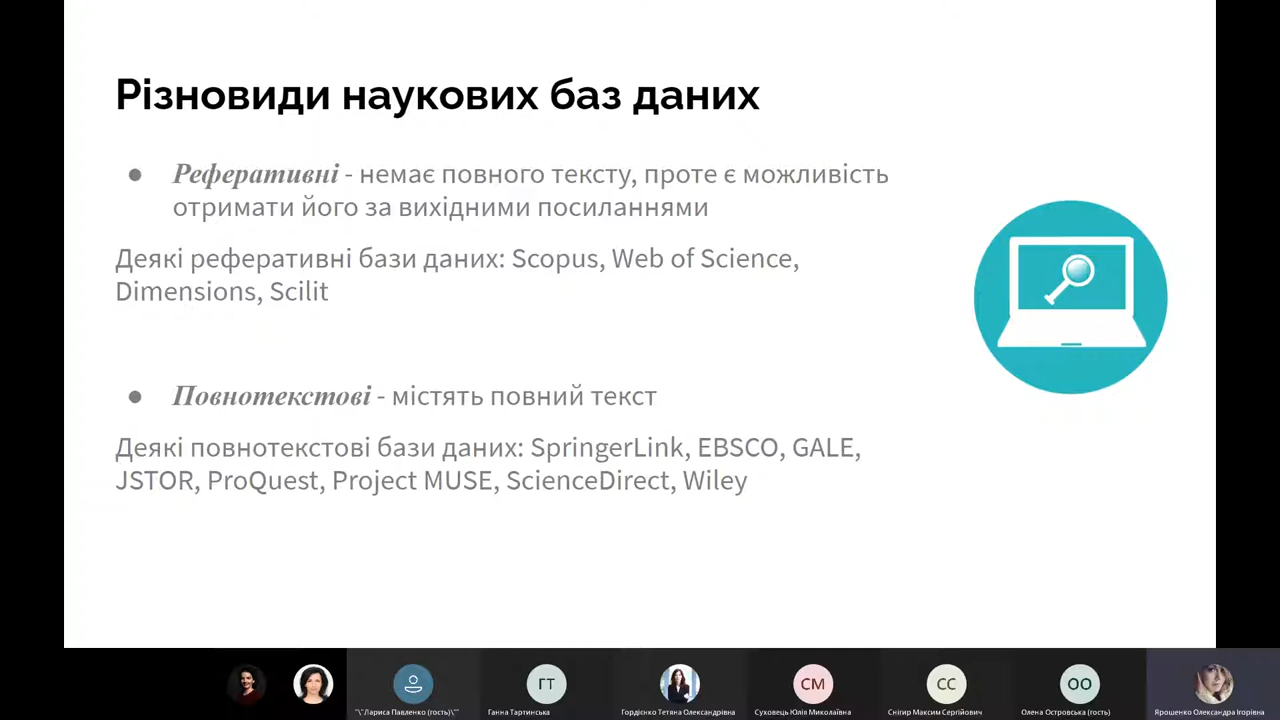 Різновиди наукових баз даних
● Реферативні - немає повного тексту, проте є можливість
отримати його за вихідними посиланнями
Деякі реферативні бази даних: Scopus, Web of Science,
Dimensions, Scilit
● Повнотекстові - містять повний текст
Деякі повнотекстові бази даних: SpringerLink, EBSCO, GALE,
JSTOR, ProQuest, Project MUSE, ScienceDirect, Wiley
ГТ
СМ
СС
ОО
"\"Лариса Павленко (гость)\""
Ганна Тартинська
Гордієнко Тетяна Олександрівна
Суховець Юлія Миколаївна
Снігир Максим Сергійович
Олена Островська (гость)
Ярошенко Олександра Ігорівна